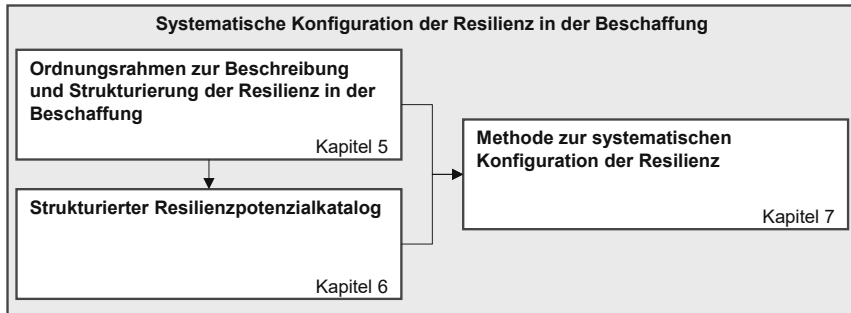 Systematische Konfiguration der Resilienz in der Beschaffung
Ordnungsrahmen zur Beschreibung
und Strukturierung der Resilienz in der
Beschaffung
Kapitel 5
Strukturierter Resilienzpotenzialkatalog
Kapitel 6
Methode zur systematischen
Konfiguration der Resilienz
Kapitel 7